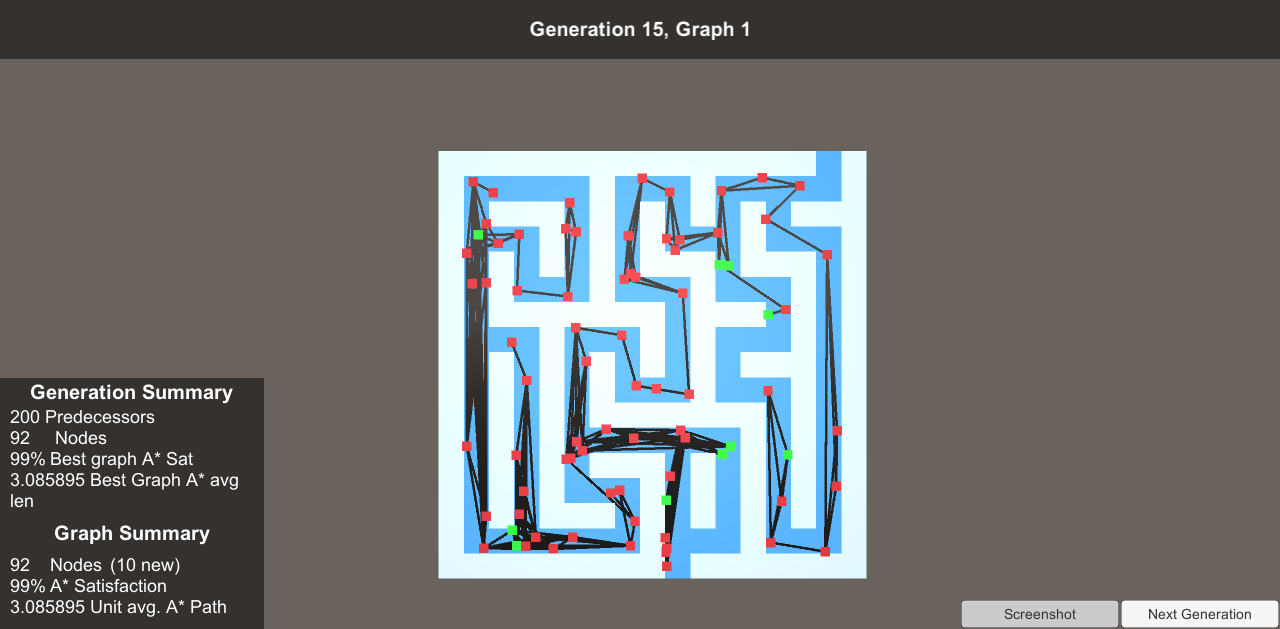 Generation 15, Graph 1
Generation Summary
200 Predecessors
92 Nodes
99% Best graph A* Sat
3.085895 Best Graph A* avg
len
Graph Summary
92 Nodes (10 new)
99% A* Satisfaction
3.085895 Unit avg. A* Path
Screenshot
Next Generation